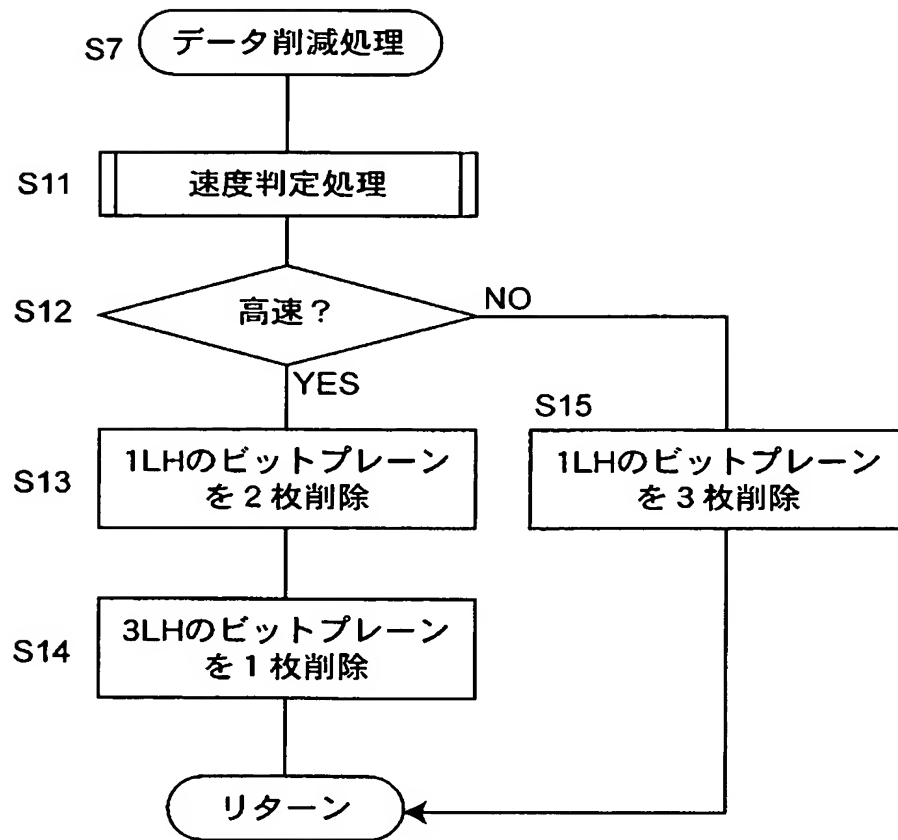 S7
データ削減処理
S11
速度判定処理
S12
高速？
NO
YES
S13
1LHのビットプレーン
を２枚削除
S15
1LHのビットプレーン
を３枚削除
S14
3LHのビットプレーン
を１枚削除
リターン